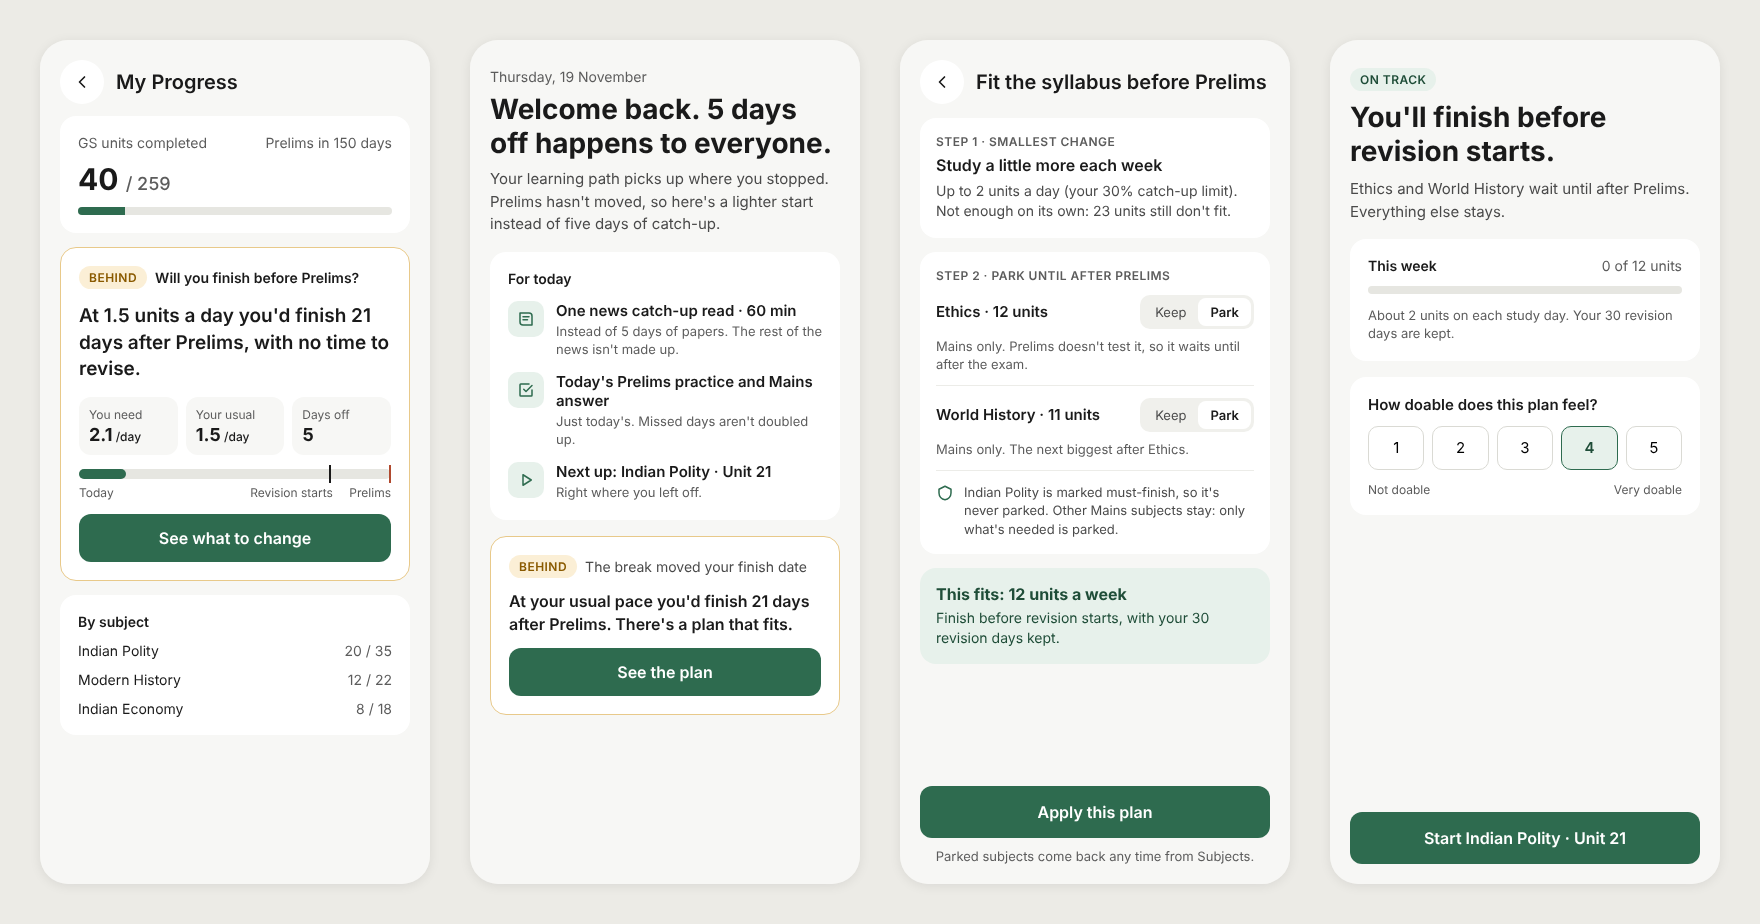 My Progress
GS units completed
Prelims in 150 days
40 / 259
BEHIND Will you finish before Prelims?
At 1.5 units a day you'd finish 21
days after Prelims, with no time to
revise.
You need
2.1 /day
Your usual
1.5 /day
Days off
5
Today
Revision starts
Prelims
See what to change
By subject
Indian Polity 20 / 35
Modern History 12 / 22
Indian Economy 8 / 18
Thursday, 19 November
Welcome back. 5 days
off happens to everyone.
Your learning path picks up where you stopped.
Prelims hasn't moved, so here's a lighter start
instead of five days of catch-up.
For today
One news catch-up read · 60 min
Instead of 5 days of papers. The rest of the
news isn't made up.
Today's Prelims practice and Mains
answer
Just today's. Missed days aren't doubled
up.
Next up: Indian Polity · Unit 21
Right where you left off.
BEHIND The break moved your finish date
At your usual pace you'd finish 21 days
after Prelims. There's a plan that fits.
See the plan
Fit the syllabus before Prelims
STEP 1 · SMALLEST CHANGE
Study a little more each week
Up to 2 units a day (your 30% catch-up limit).
Not enough on its own: 23 units still don't fit.
STEP 2 · PARK UNTIL AFTER PRELIMS
Ethics · 12 units Keep Park
Mains only. Prelims doesn't test it, so it waits until
after the exam.
World History · 11 units Keep Park
Mains only. The next biggest after Ethics.
Indian Polity is marked must-finish, so it's
never parked. Other Mains subjects stay: only
what's needed is parked.
This fits: 12 units a week
Finish before revision starts, with your 30
revision days kept.
Apply this plan
Parked subjects come back any time from Subjects.
ON TRACK
You'll finish before
revision starts.
Ethics and World History wait until after Prelims.
Everything else stays.
This week 0 of 12 units
About 2 units on each study day. Your 30 revision
days are kept.
How doable does this plan feel?
1 2 3 4 5
Not doable Very doable
Start Indian Polity · Unit 21